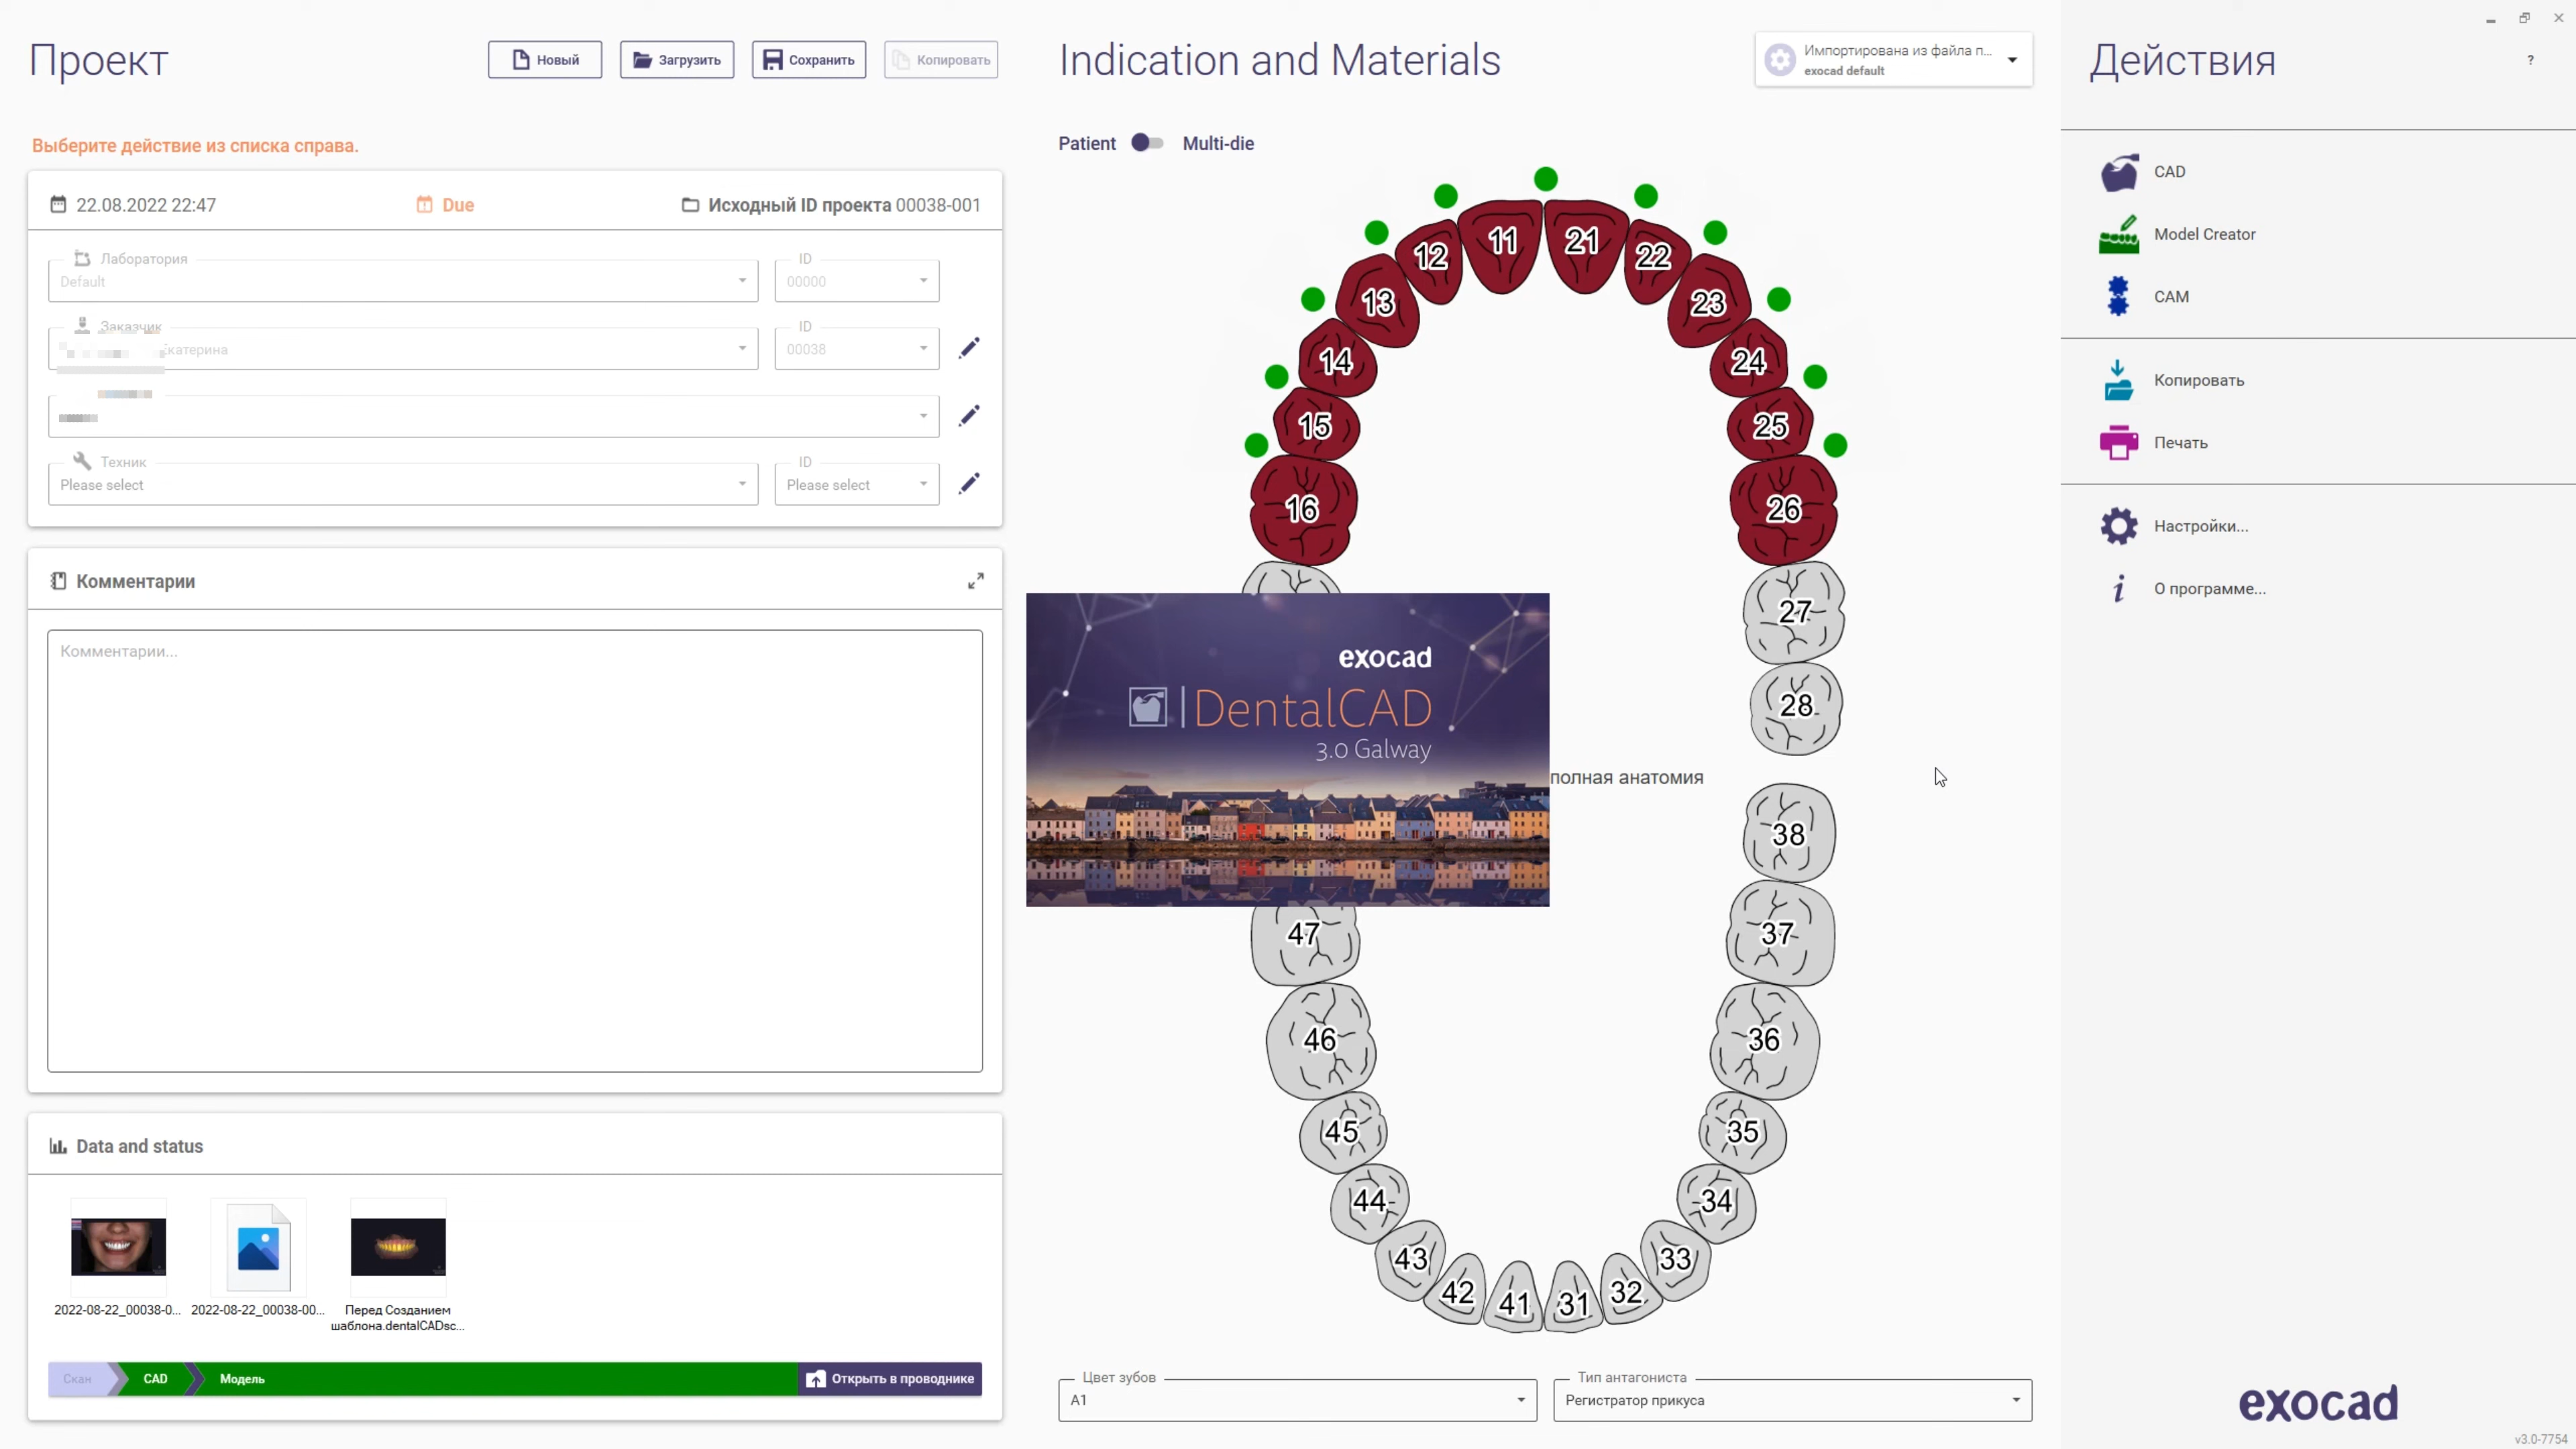 Проект
Новый
Загрузить
Сохранить
Копировать
Выберите действие из списка справа.
22.08.2022 22:47
Due
Исходный ID проекта 00038-001
Лаборатория
Default
ID
00000
Заказчик
Екатерина
ID
00038
Техник
Please select
ID
Please select
Комментарии
Комментарии...
Data and status
2022-08-22_00038-0...
2022-08-22_00038-00...
Перед Созданием
шаблона.dentalCADsc...
Скан
CAD
Модель
Открыть в проводнике
Indication and Materials
Импортирована из файла п...
exocad default
Patient
Multi-die
11
21
12
22
13
23
14
24
15
25
16
26
27
28
exocad
DentalCAD
3.0 Galway
полная анатомия
38
47
37
46
36
45
35
44
34
43
33
42
32
41
31
Цвет зубов
A1
Тип антагониста
Регистратор прикуса
Действия
?
CAD
Model Creator
CAM
Копировать
Печать
Настройки...
О программе...
exocad
v3.0-7754